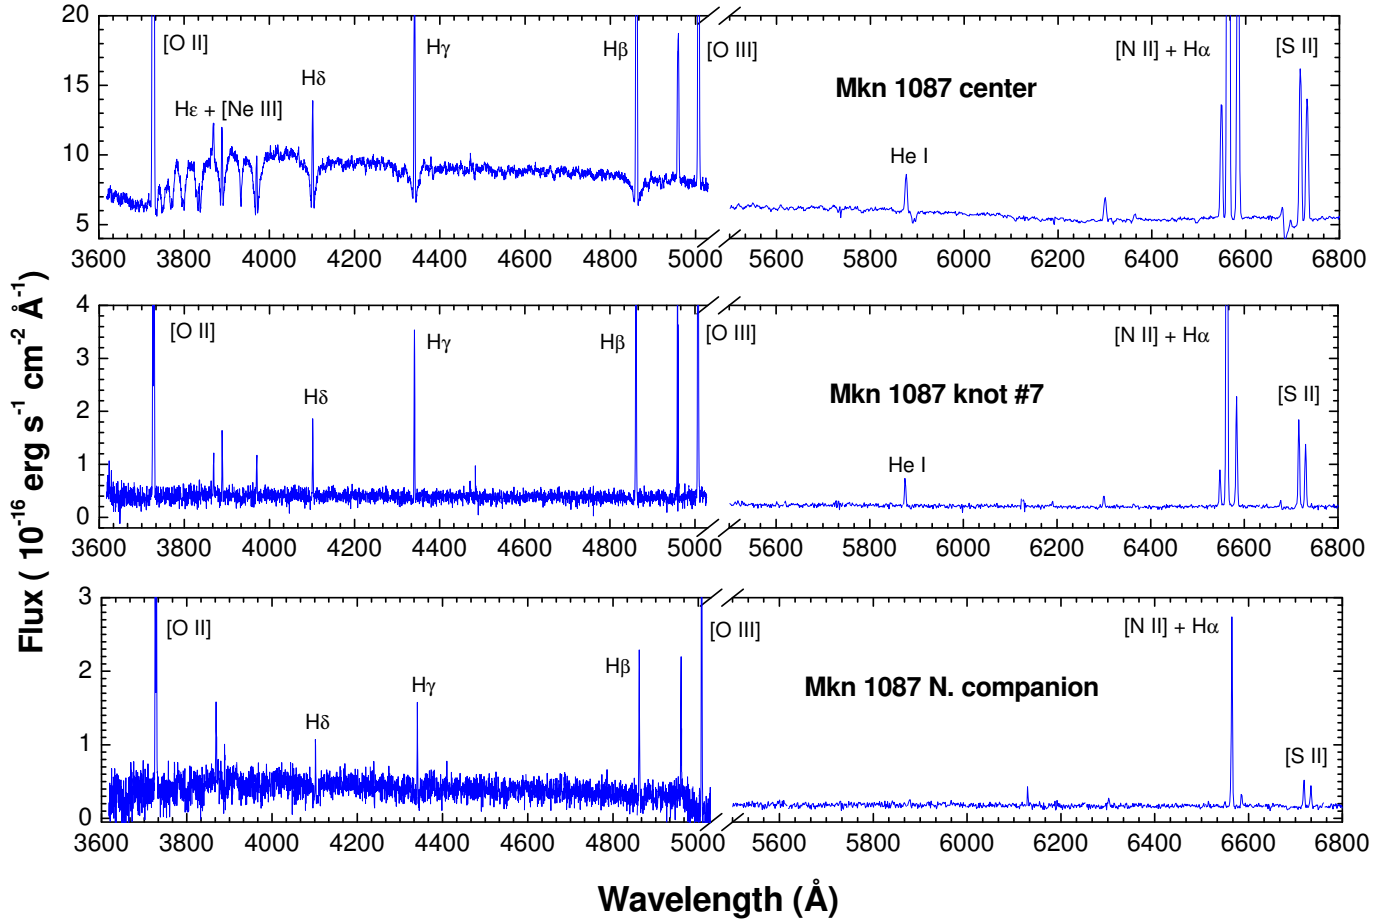 20
15
10
5
[O II]
Hε + [Ne III]
Hδ
Hγ
Hβ
[O III]
Mkn 1087 center
He I
[N II] + Hα
[S II]
3600 3800 4000 4200 4400 4600 4800 5000 5600 5800 6000 6200 6400 6600 6800
4
3
2
1
0
[O II]
Hδ
Hγ
Hβ
[O III]
Mkn 1087 knot #7
He I
[N II] + Hα
[S II]
3600 3800 4000 4200 4400 4600 4800 5000 5600 5800 6000 6200 6400 6600 6800
3
2
1
0
[O II]
Hδ
Hγ
Hβ
[O III]
Mkn 1087 N. companion
[N II] + Hα
[S II]
3600 3800 4000 4200 4400 4600 4800 5000 5600 5800 6000 6200 6400 6600 6800
Flux ( 10⁻¹⁶ erg s⁻¹ cm⁻² Å⁻¹)
Wavelength (Å)